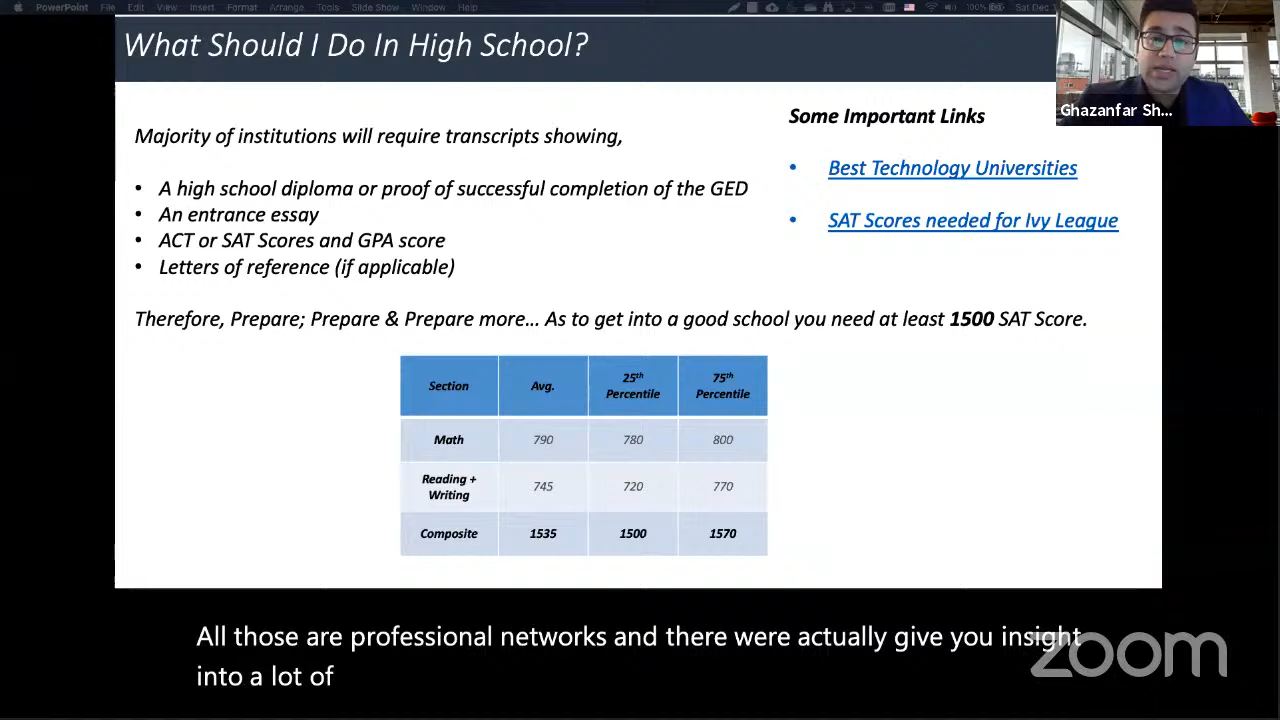 PowerPoint File Edit View Insert Format Arrange Tools Slide Show Window Help 100% Sat Dec 1
What Should I Do In High School?
Ghazanfar Sh...
Majority of institutions will require transcripts showing,
• A high school diploma or proof of successful completion of the GED
• An entrance essay
• ACT or SAT Scores and GPA score
• Letters of reference (if applicable)
Some Important Links
• Best Technology Universities
• SAT Scores needed for Ivy League
Therefore, Prepare; Prepare & Prepare more... As to get into a good school you need at least 1500 SAT Score.
Section Avg. 25th Percentile 75th Percentile
Math 790 780 800
Reading + Writing 745 720 770
Composite 1535 1500 1570
All those are professional networks and there were actually give you insight
into a lot of
zoom